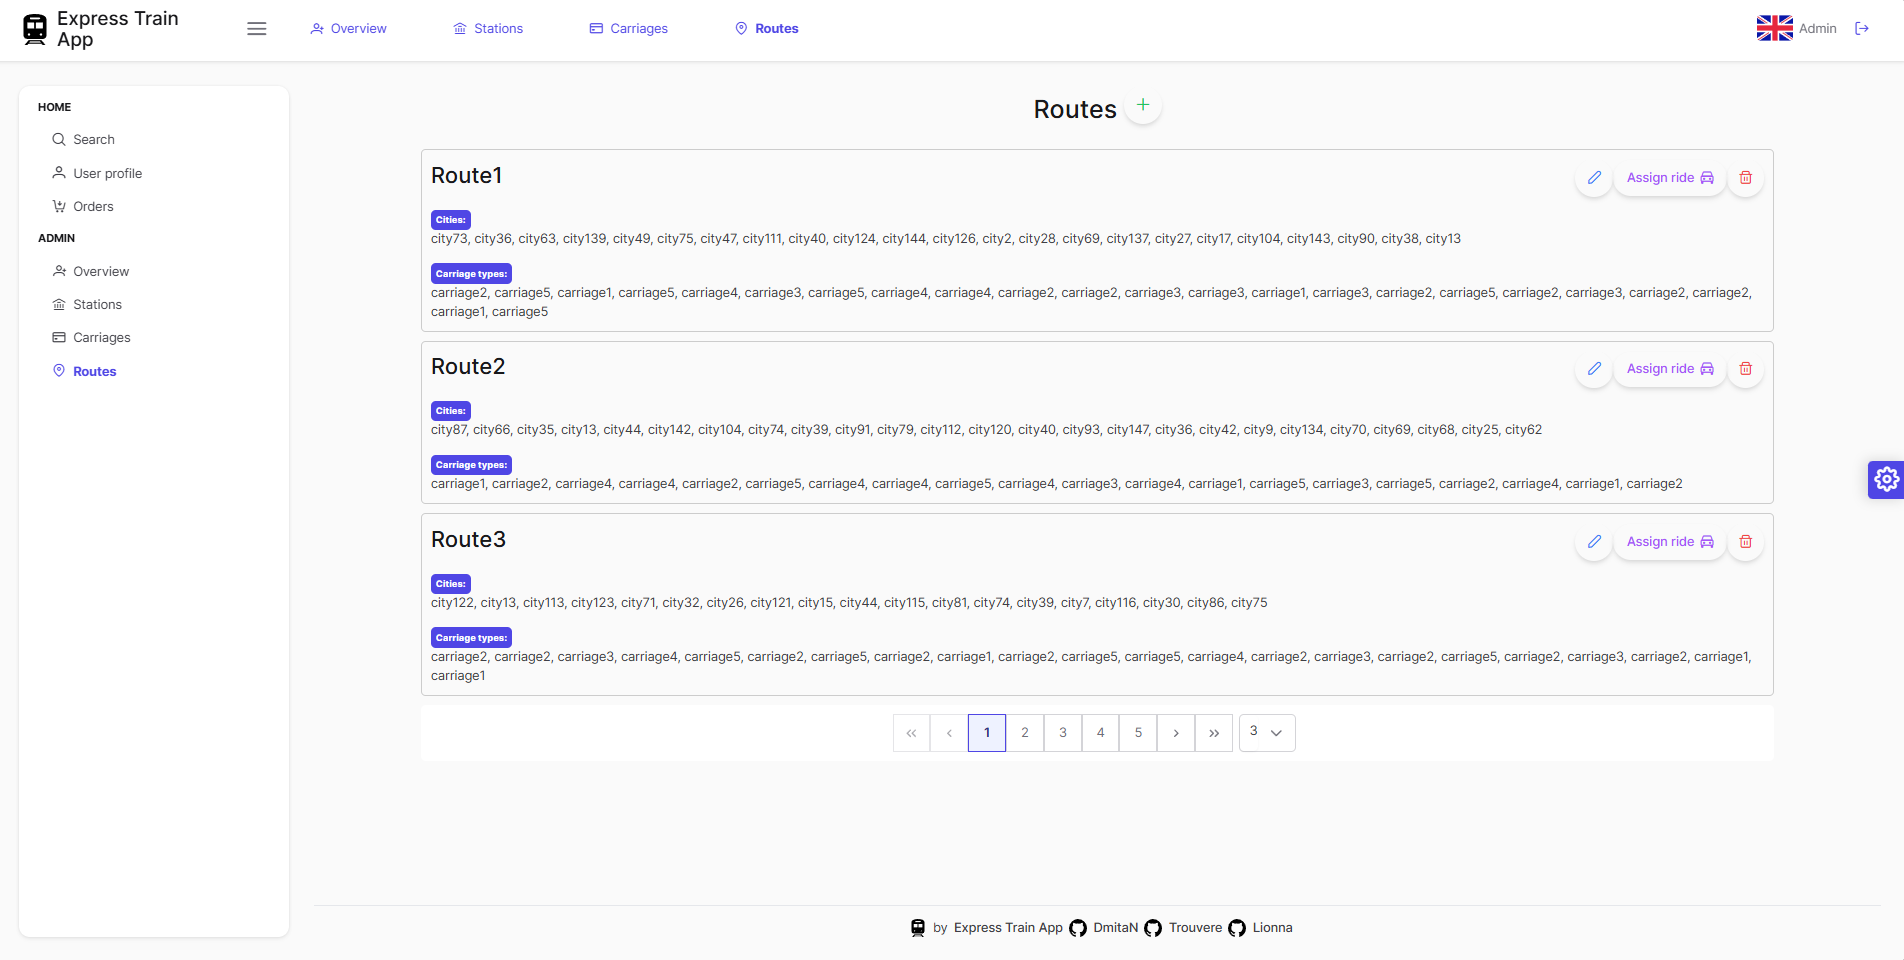 Express Train
App
Overview
Stations
Carriages
Routes
Admin
HOME
Search
User profile
Orders
ADMIN
Overview
Stations
Carriages
Routes
Routes
Route1
Assign ride
Cities:
city73, city36, city63, city139, city49, city75, city47, city111, city40, city124, city144, city126, city2, city28, city69, city137, city27, city17, city104, city143, city90, city38, city13
Carriage types:
carriage2, carriage5, carriage1, carriage5, carriage4, carriage3, carriage5, carriage4, carriage4, carriage2, carriage2, carriage3, carriage3, carriage1, carriage3, carriage2, carriage5, carriage2, carriage3, carriage2, carriage2,
carriage1, carriage5
Route2
Assign ride
Cities:
city87, city66, city35, city13, city44, city142, city104, city74, city39, city91, city79, city112, city120, city40, city93, city147, city36, city42, city9, city134, city70, city69, city68, city25, city62
Carriage types:
carriage1, carriage2, carriage4, carriage4, carriage2, carriage5, carriage4, carriage4, carriage5, carriage4, carriage3, carriage4, carriage1, carriage5, carriage3, carriage5, carriage2, carriage4, carriage1, carriage2
Route3
Assign ride
Cities:
city122, city13, city113, city123, city71, city32, city26, city121, city15, city44, city115, city81, city74, city39, city7, city116, city30, city86, city75
Carriage types:
carriage2, carriage2, carriage3, carriage4, carriage5, carriage2, carriage5, carriage2, carriage1, carriage2, carriage5, carriage5, carriage4, carriage2, carriage3, carriage2, carriage5, carriage2, carriage3, carriage2, carriage1,
carriage1
« ‹ 1 2 3 4 5 › » 3
by Express Train App DmitaN Trouvere Lionna